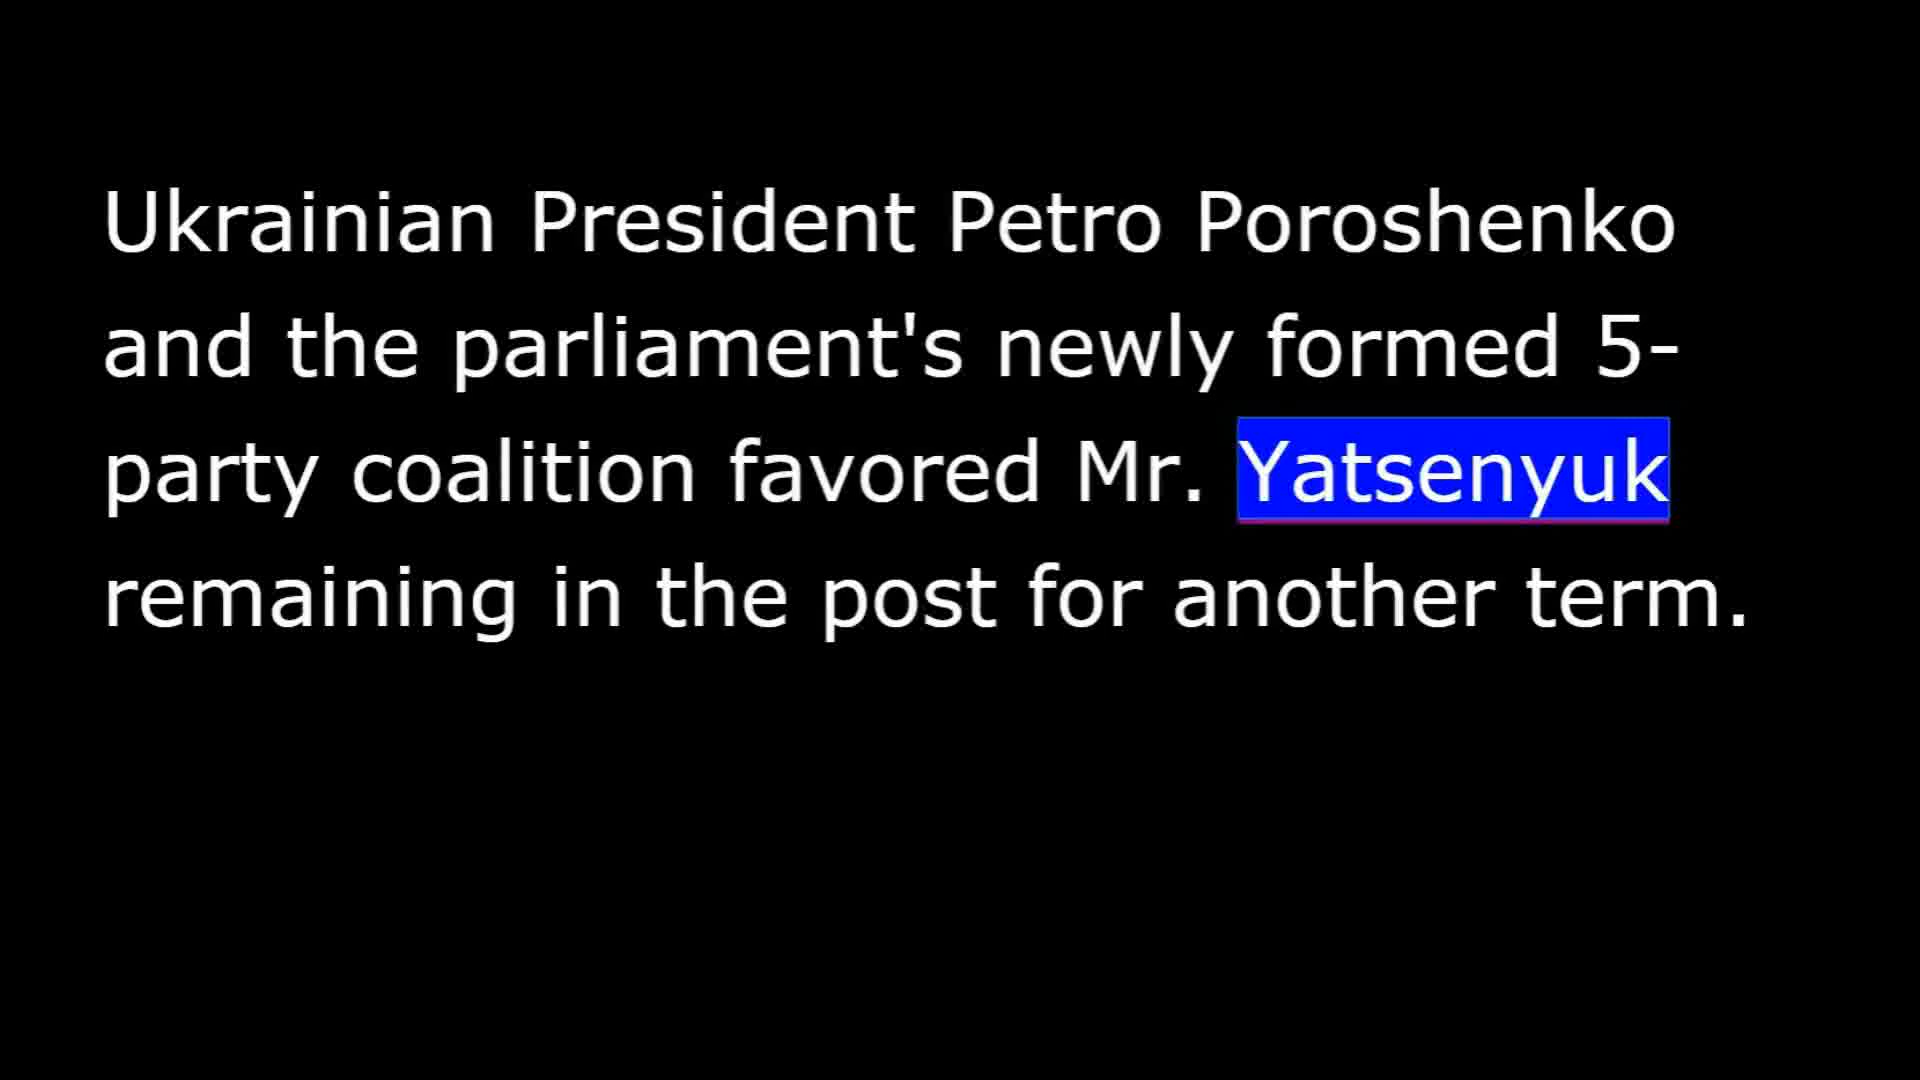 Ukrainian President Petro Poroshenko
and the parliament's newly formed 5-
party coalition favored Mr. Yatsenyuk
remaining in the post for another term.